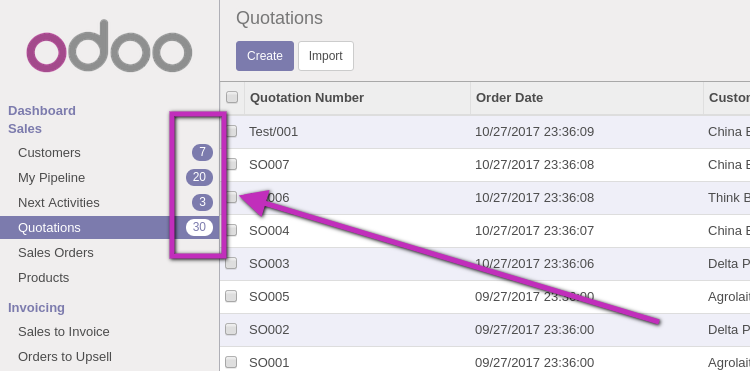 odoo
Dashboard
Sales
Customers 7
My Pipeline 20
Next Activities 3
Quotations 30
Sales Orders
Products
Invoicing
Sales to Invoice
Orders to Upsell
Quotations
Create Import
Quotation Number Order Date Custom
Test/001 10/27/2017 23:36:09 China E
SO007 10/27/2017 23:36:08 China E
006 10/27/2017 23:36:08 Think B
SO004 10/27/2017 23:36:07 China E
SO003 10/27/2017 23:36:06 Delta P
SO005 09/27/2017 23:36:00 Agrolait
SO002 09/27/2017 23:36:00 Delta P
SO001 09/27/2017 23:36:00 Agrolait